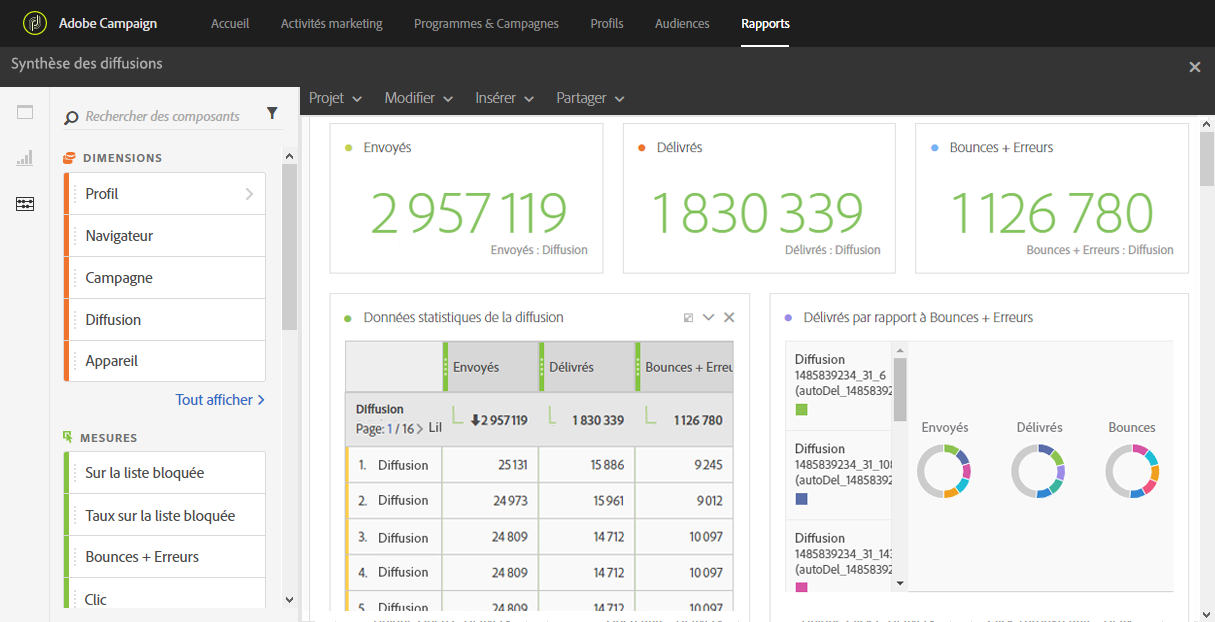 Adobe Campaign Accueil Activités marketing Programmes & Campagnes Profils Audiences Rapports
Synthèse des diffusions
Projet Modifier Insérer Partager
Rechercher des composants
DIMENSIONS
Profil
Navigateur
Campagne
Diffusion
Appareil
Tout afficher
MESURES
Sur la liste bloquée
Taux sur la liste bloquée
Bounces + Erreurs
Clic
Envoyés
2 957 119
Envoyés : Diffusion
Délivrés
1 830 339
Délivrés : Diffusion
Bounces + Erreurs
1 126 780
Bounces + Erreurs : Diffusion
Données statistiques de la diffusion
Envoyés Délivrés Bounces + Erreu
Diffusion
Page: 1 / 16 > Lil 2 957 119 1 830 339 1 126 780
1. Diffusion 25 131 15 886 9 245
2. Diffusion 24 973 15 961 9 012
3. Diffusion 24 809 14 712 10 097
4. Diffusion 24 809 14 712 10 097
5. Diffusion 24 809 14 712 10 097
Délivrés par rapport à Bounces + Erreurs
Diffusion
1485839234_31_6
(autoDel_14858392
Diffusion
1485839234_31_108
(autoDel_14858392
Diffusion
1485839234_31_143
(autoDel_14858392
Envoyés Délivrés Bounces